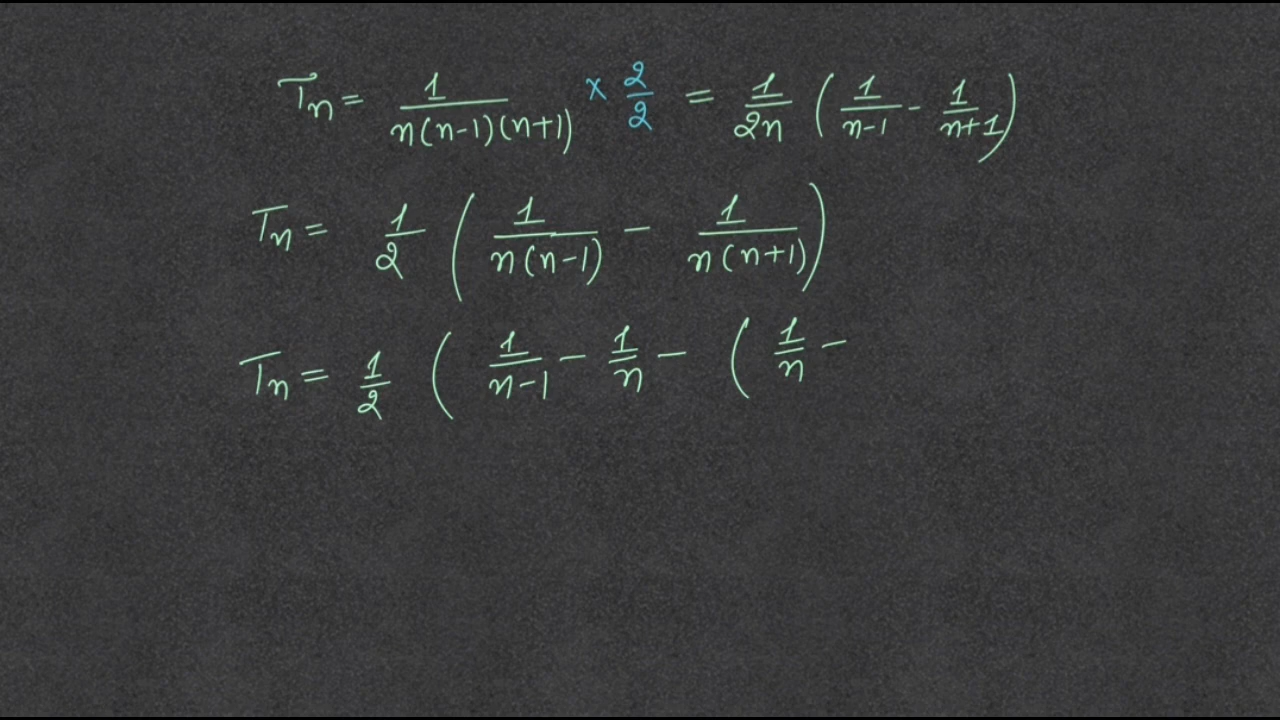 Tn = 1/(n(n-1)(n+1)) × 2/2 = 1/2n (1/(n-1) - 1/(n+1))
Tn = 1/2 (1/(n(n-1)) - 1/(n(n+1)))
Tn = 1/2 ( 1/(n-1) - 1/n - ( 1/n -